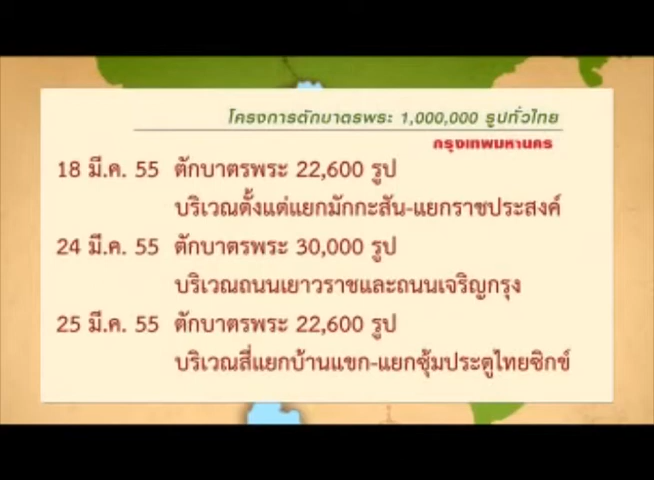 โครงการตักบาตรพระ 1,000,000 รูปทั่วไทย
กรุงเทพมหานคร
18 มี.ค. 55 ตักบาตรพระ 22,600 รูป
บริเวณตั้งแต่แยกมักกะสัน-แยกราชประสงค์
24 มี.ค. 55 ตักบาตรพระ 30,000 รูป
บริเวณถนนเยาวราชและถนนเจริญกรุง
25 มี.ค. 55 ตักบาตรพระ 22,600 รูป
บริเวณสี่แยกบ้านแขก-แยกซุ้มประตูไทยซิกข์